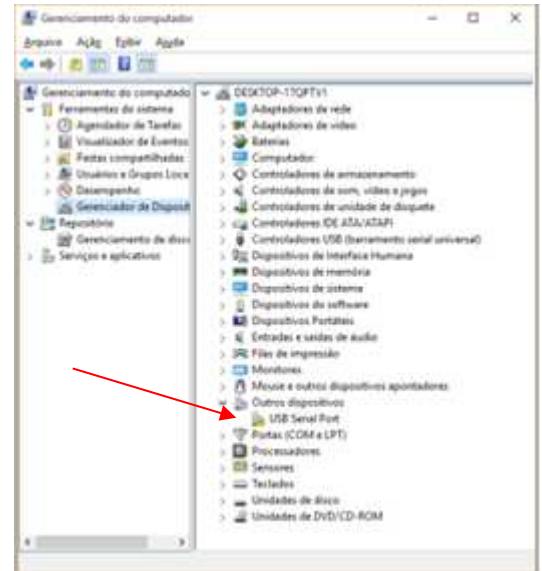 Gerenciamento do computador
Arquivo Ação Exibir Ajuda
Gerenciamento do computado
Ferramentas do sistema
Agendador de Tarefas
Visualizador de Eventos
Pastas compartilhadas
Usuários e Grupos Loca
Desempenho
Gerenciador de Disposit
Repositório
Gerenciamento de disco
Serviços e aplicativos
DESKTOP-17QPTV1
Adaptadores de rede
Adaptadores de vídeo
Baterias
Computador
Controladores de armazenamento
Controladores de som, vídeo e jogos
Controladores de unidade de disquete
Controladores IDE ATA/ATAPI
Controladores USB (barramento serial universal)
Dispositivos de Interface Humana
Dispositivos de memória
Dispositivos de sistema
Dispositivos do software
Dispositivos Portáteis
Entradas e saídas de áudio
Filas de impressão
Monitores
Mouse e outros dispositivos apontadores
Outros dispositivos
USB Serial Port
Portas (COM e LPT)
Processadores
Sensores
Teclados
Unidades de disco
Unidades de DVD/CD-ROM